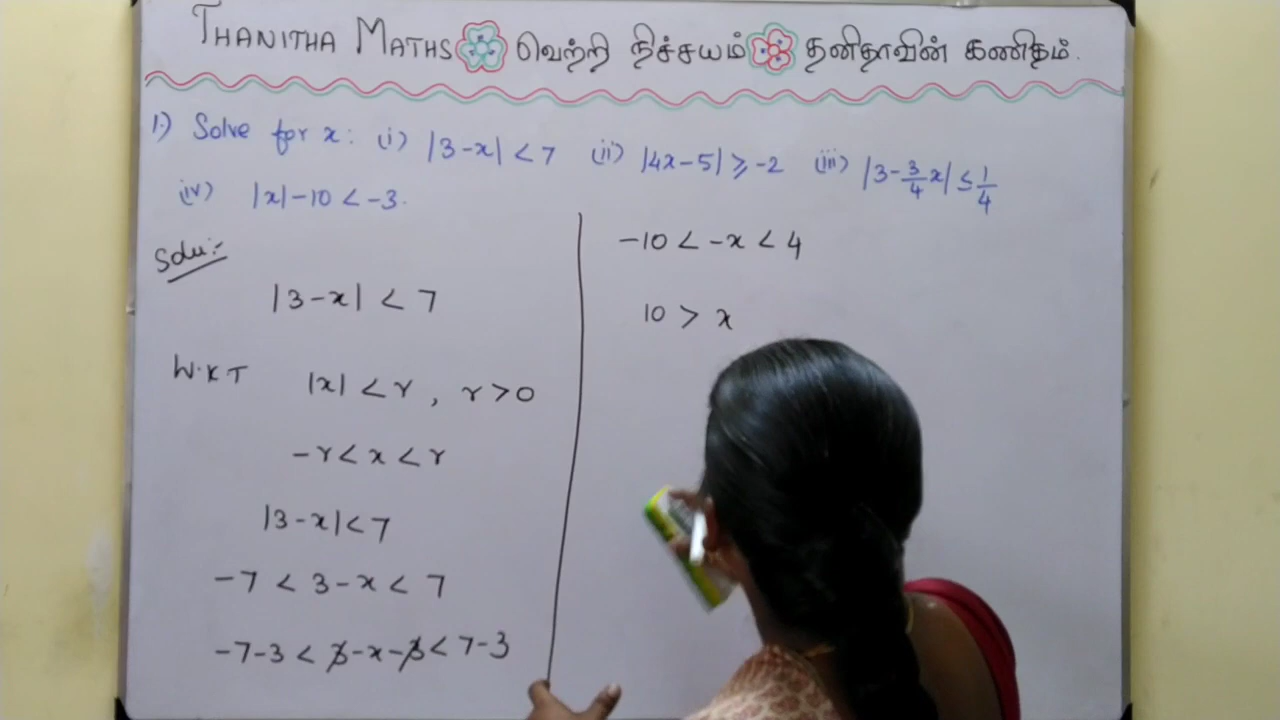 THANITHA MATHS வெற்றி நிச்சயம் தனிதாவின் கணிதம்.
1.) Solve for x: (i) |3-x| < 7 (ii) |4x-5| ≥ -2 (iii) |3-3/4x| ≤ 1/4
(iv) |x|-10 < -3.
Solu:-
|3-x| < 7
W.K.T |x| < r, r>0
-r < x < r
|3-x| < 7
-7 < 3-x < 7
-7-3 < 3-x-3 < 7-3
-10 < -x < 4
10 > x